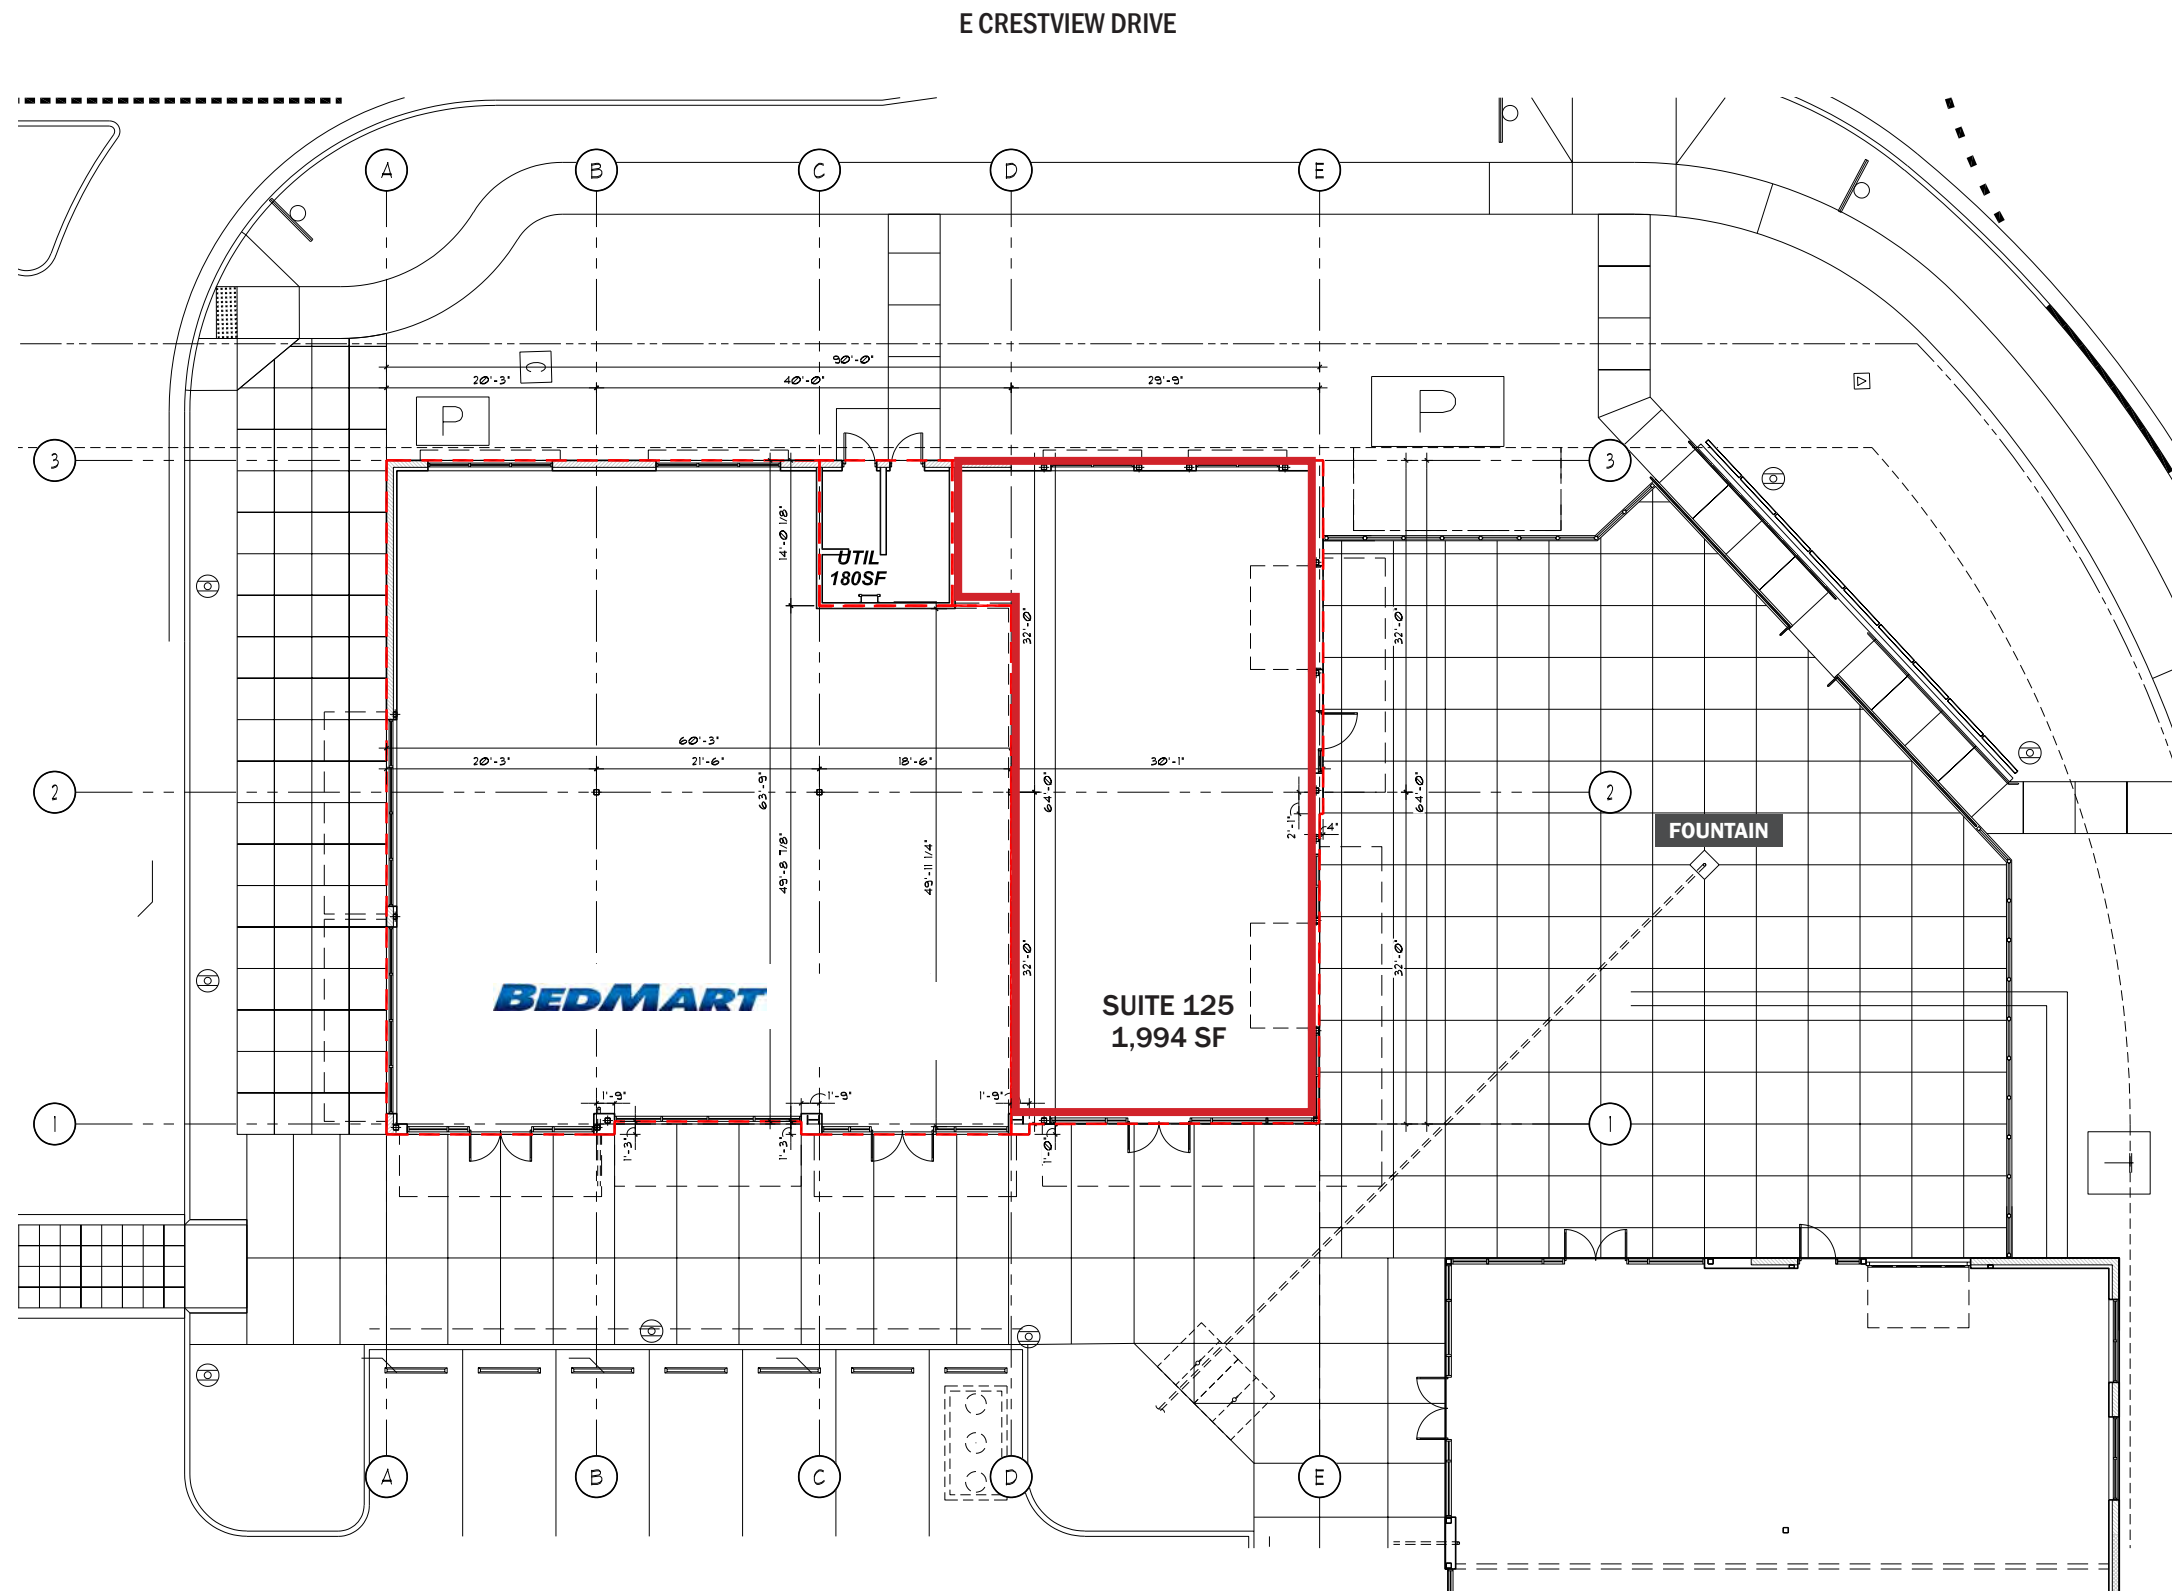 E CRESTVIEW DRIVE
A B C D E
90'-0"
20'-3" 40'-0" 29'-9"
C
P
P
3
3
14'-0 1/8"
UTIL
180SF
32'-0"
32'-0"
60'-3"
20'-3" 21'-6" 18'-6" 30'-1"
63'-9"
64'-0"
64'-0"
2
2
2'-1"
4"
FOUNTAIN
49'-8 7/8"
49'-11 1/4"
32'-0"
32'-0"
BEDMART
SUITE 125
1,994 SF
1'-9" 1'-9" 1'-9"
1
1
1'-3" 1'-3" 1'-0"
A B C D E